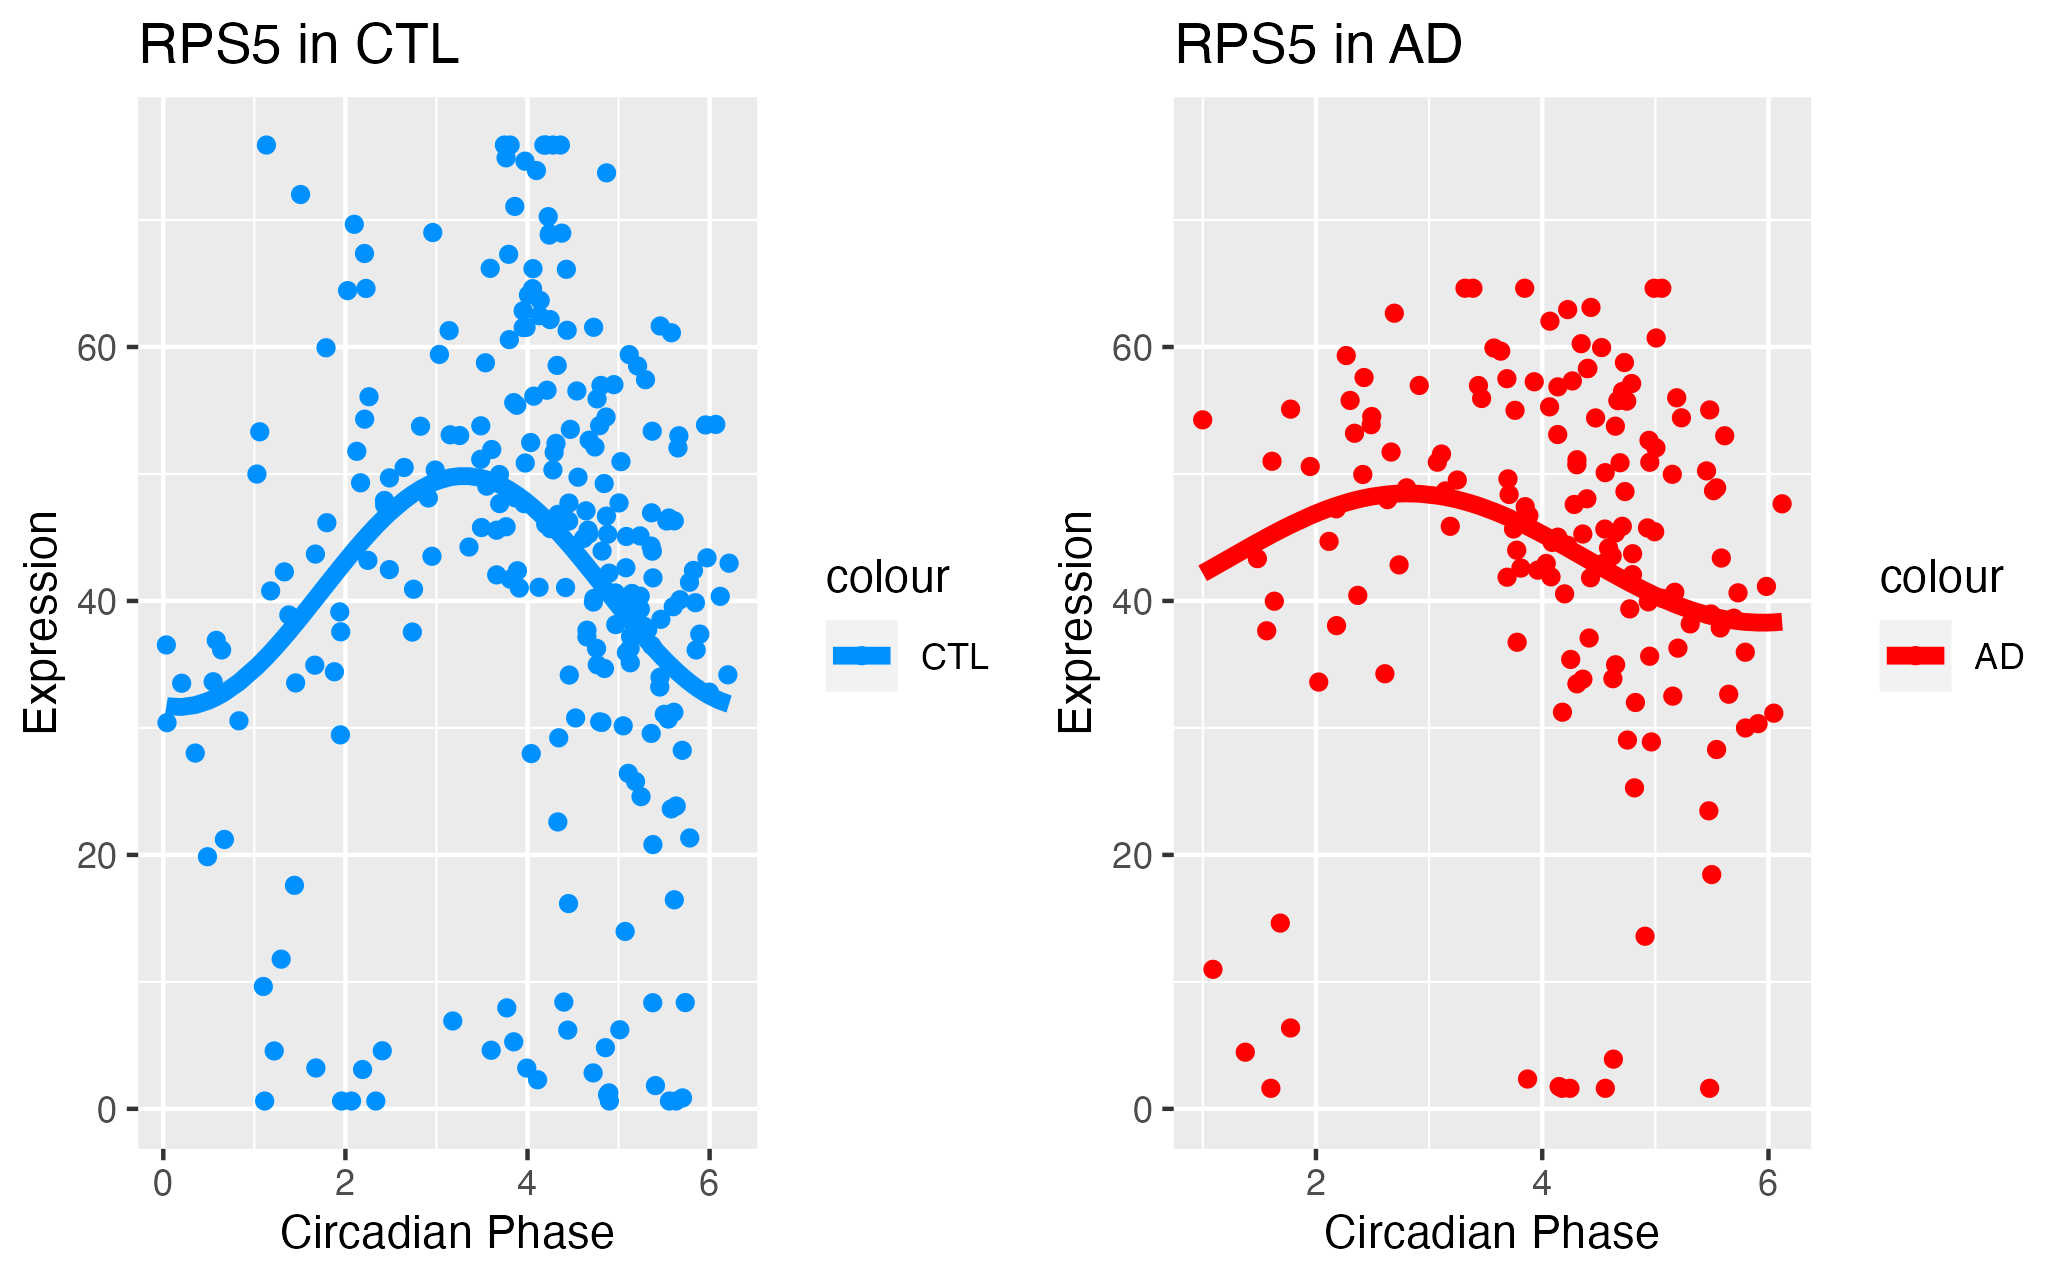 RPS5 in CTL
RPS5 in AD
Expression
60
40
20
0
0 2 4 6
Circadian Phase
colour
CTL
Expression
60
40
20
0
2 4 6
Circadian Phase
colour
AD